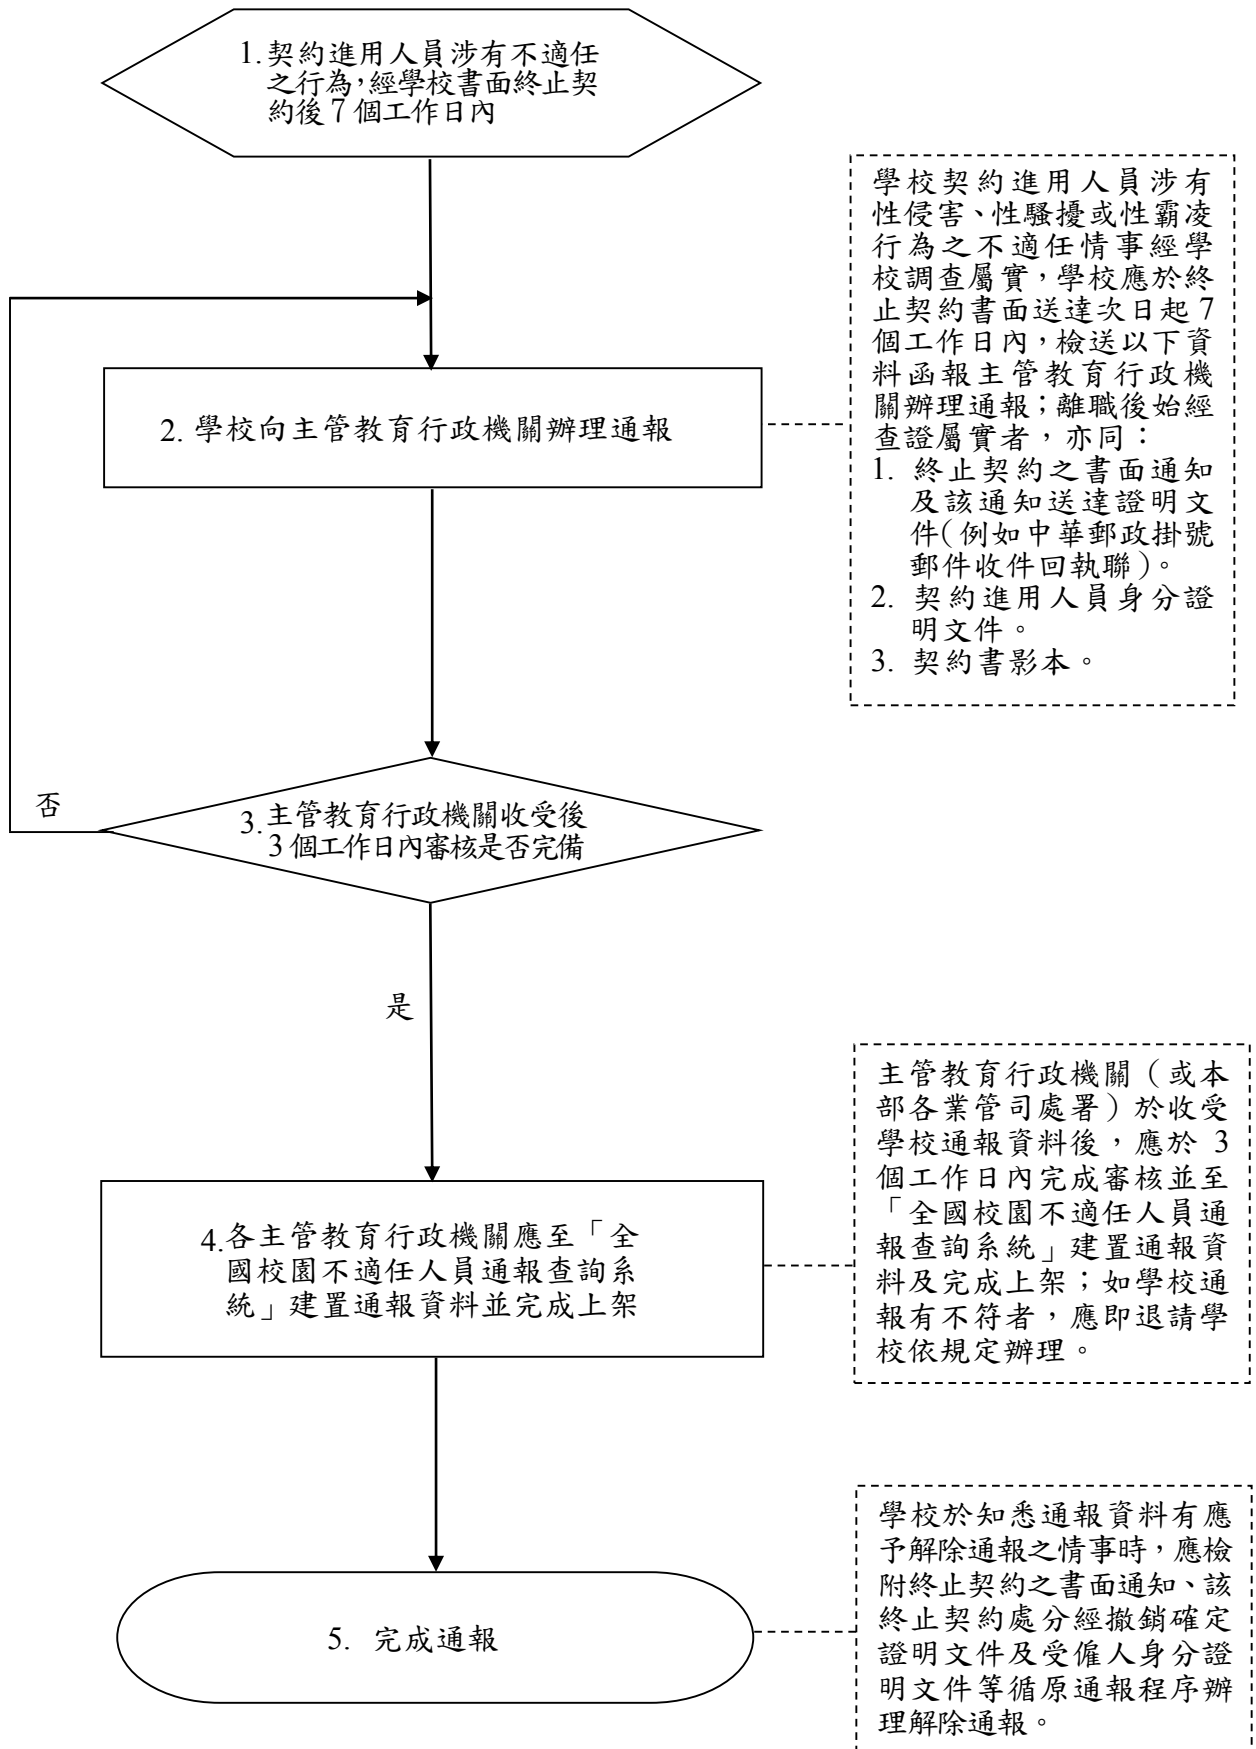 1.契約進用人員涉有不適任
之行為，經學校書面終止契
約後7個工作日內
學校契約進用人員涉有
性侵害、性騷擾或性霸凌
行為之不適任情事經學
校調查屬實，學校應於終
止契約書面送達次日起7
個工作日內，檢送以下資
料函報主管教育行政機
關辦理通報；離職後始經
查證屬實者，亦同：
1. 終止契約之書面通知
及該通知送達證明文
件(例如中華郵政掛號
郵件收件回執聯)。
2. 契約進用人員身分證
明文件。
3. 契約書影本。
2. 學校向主管教育行政機關辦理通報
否
3.主管教育行政機關收受後
3個工作日內審核是否完備
是
主管教育行政機關（或本
部各業管司處署）於收受
學校通報資料後，應於 3
個工作日內完成審核並至
「全國校園不適任人員通
報查詢系統」建置通報資
料及完成上架；如學校通
報有不符者，應即退請學
校依規定辦理。
4.各主管教育行政機關應至「全
國校園不適任人員通報查詢系
統」建置通報資料並完成上架
學校於知悉通報資料有應
予解除通報之情事時，應檢
附終止契約之書面通知、該
終止契約處分經撤銷確定
證明文件及受僱人身分證
明文件等循原通報程序辦
理解除通報。
5. 完成通報